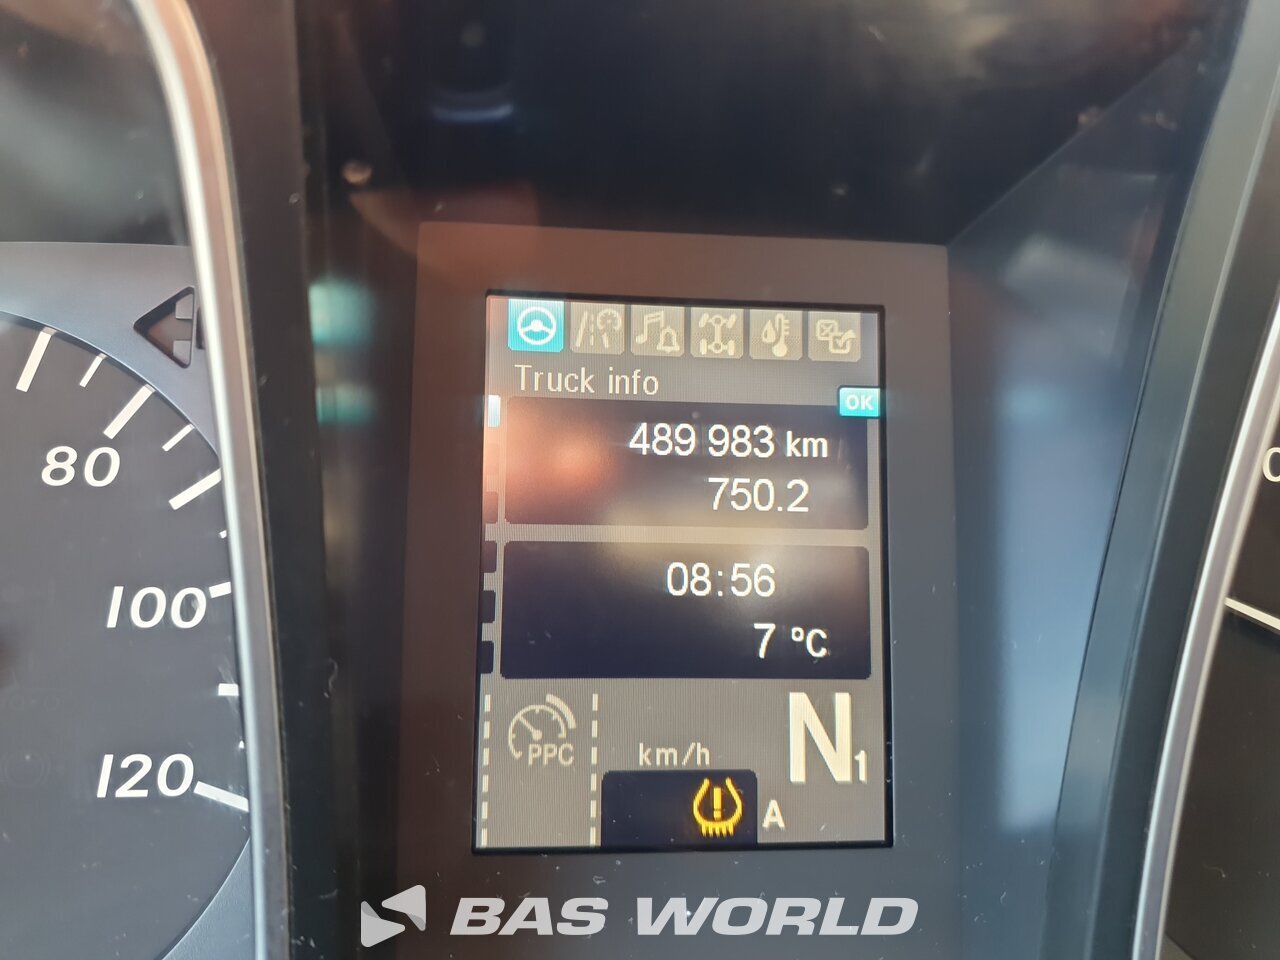 Truck info
OK
489 983 km
750.2
08:56
7 °C
80
100
120
PPC
km/h
N1
A
BAS WORLD